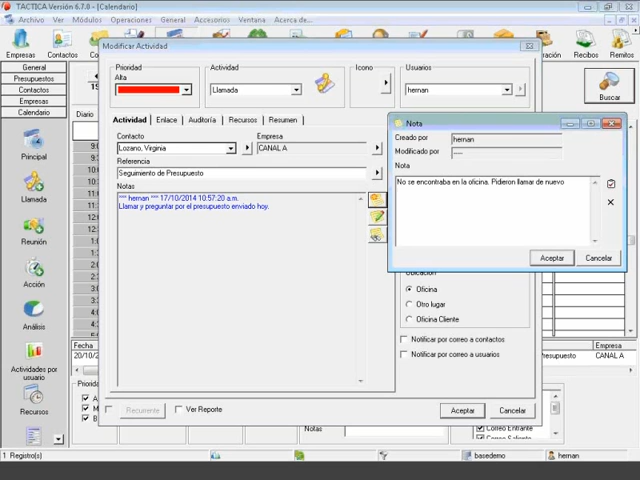 TACTICA Versión 6.7.0 - [Calendario]
Archivo Ver Módulos Operaciones General Accesorios Ventana Acerca de...
Empresas
Contactos
Recibos
Remitos
Modificar Actividad
General
Presupuestos
Contactos
Empresas
Calendario
Principal
Llamada
Reunión
Acción
Análisis
Actividades por usuario
Recursos
Diario
Prioridad
Alta
Actividad
Llamada
Icono
Usuarios
hernan
Buscar
Actividad Enlace Auditoría Recursos Resumen
Contacto
Lozano, Virginia
Empresa
CANAL A
Referencia
Seguimiento de Presupuesto
Notas
*** hernan *** 17/10/2014 10:57:20 a.m.
Llamar y preguntar por el presupuesto enviado hoy.
Nota
Creado por hernan
Modificado por ----
Nota
No se encontraba en la oficina. Pidieron llamar de nuevo
Aceptar Cancelar
Ubicación
Oficina
Otro lugar
Oficina Cliente
Notificar por correo a contactos
Notificar por correo a usuarios
Fecha
20/10/
Empresa
CANAL A
Recurrente
Ver Reporte
Aceptar Cancelar
Notas
Correo Entrante
Correo Saliente
1 Registro(s)
basedemo
hernan